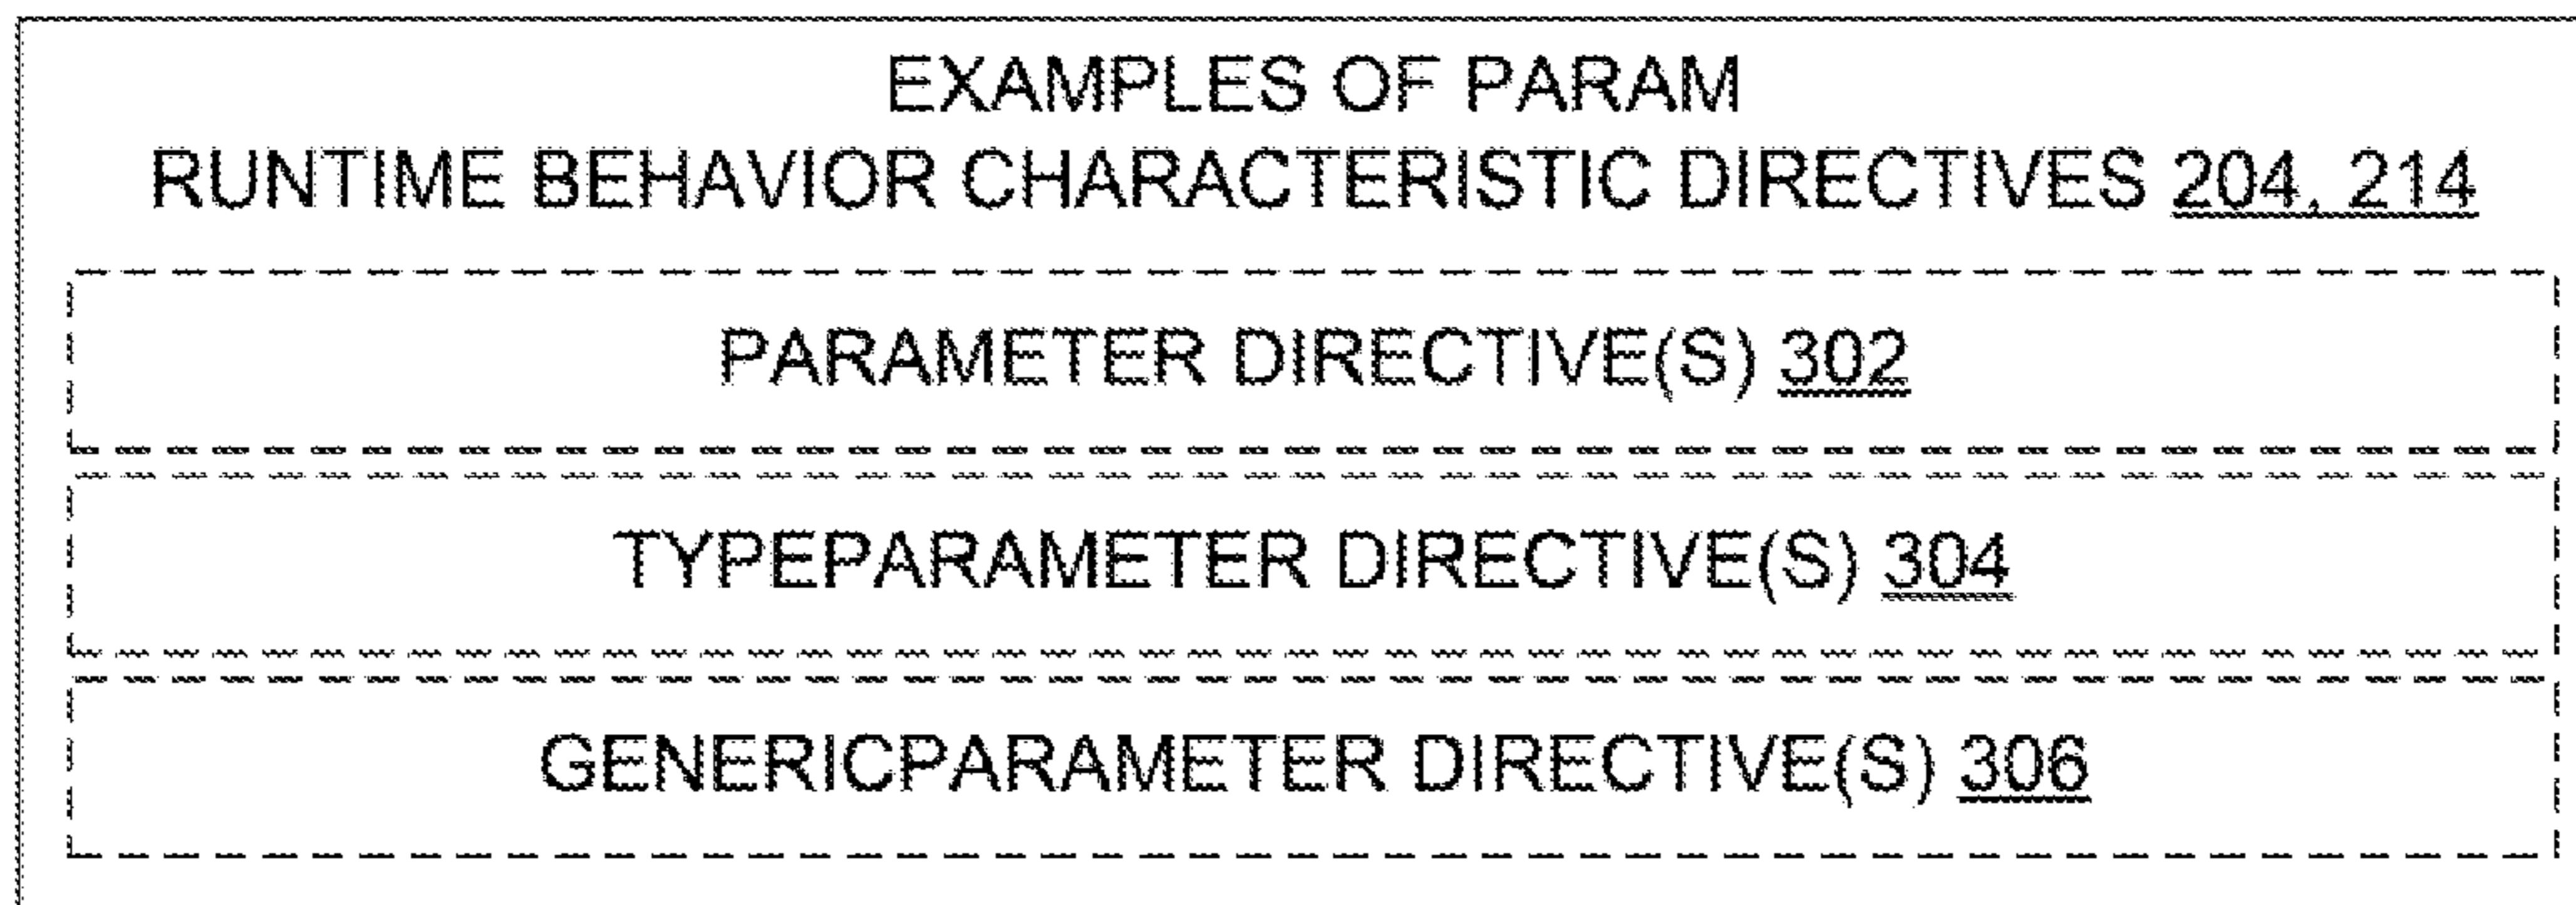 EXAMPLES OF PARAM
RUNTIME BEHAVIOR CHARACTERISTIC DIRECTIVES 204, 214
PARAMETER DIRECTIVE(S) 302
TYPEPARAMETER DIRECTIVE(S) 304
GENERICPARAMETER DIRECTIVE(S) 306